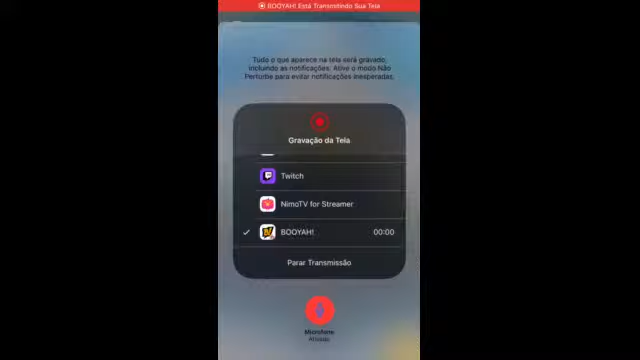 BOOYAH! Está Transmitindo Sua Tela
Tudo o que aparece na tela será gravado,
incluindo as notificações. Ative o modo Não
Perturbe para evitar notificações inesperadas.
Gravação da Tela
Twitch
NimoTV for Streamer
BOOYAH! 00:00
Parar Transmissão
Microfone
Ativado